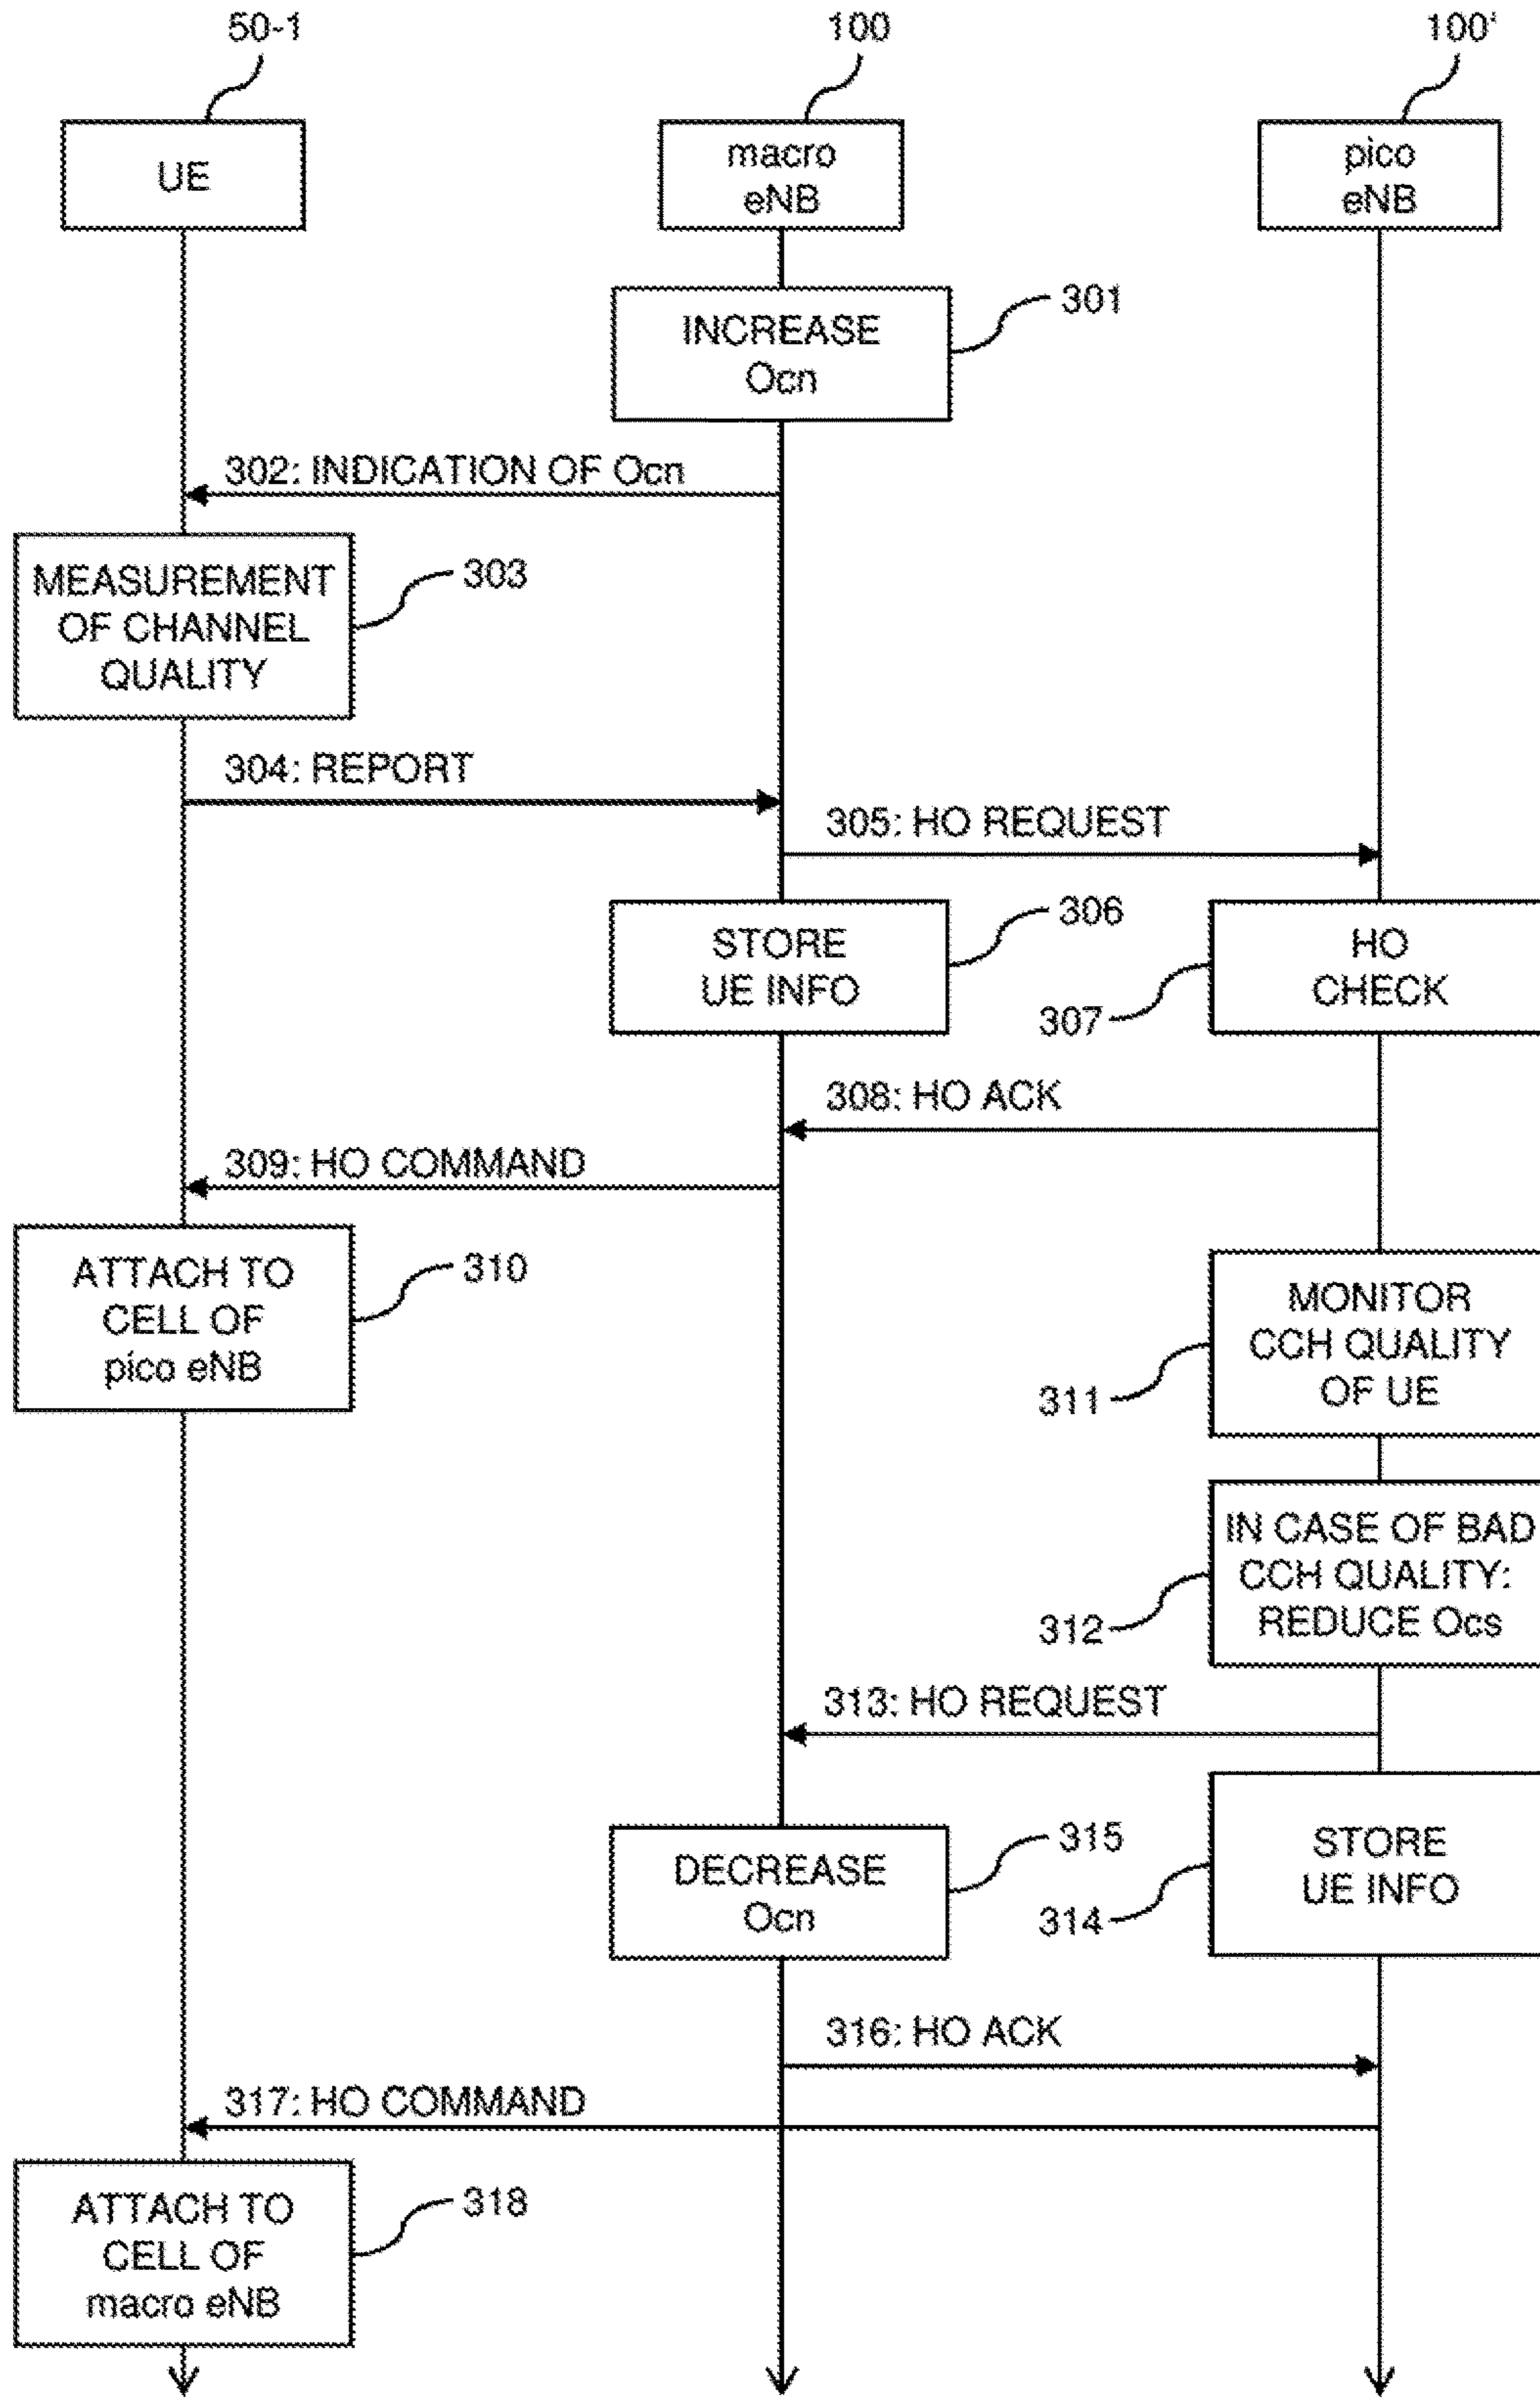 50-1
100
100'
UE
macro
eNB
pico
eNB
INCREASE
Ocn
301
302: INDICATION OF Ocn
MEASUREMENT
OF CHANNEL
QUALITY
303
304: REPORT
305: HO REQUEST
STORE
UE INFO
306
HO
CHECK
307
308: HO ACK
309: HO COMMAND
ATTACH TO
CELL OF
pico eNB
310
MONITOR
CCH QUALITY
OF UE
311
IN CASE OF BAD
CCH QUALITY:
REDUCE Ocs
312
313: HO REQUEST
DECREASE
Ocn
315
STORE
UE INFO
314
316: HO ACK
317: HO COMMAND
ATTACH TO
CELL OF
macro eNB
318